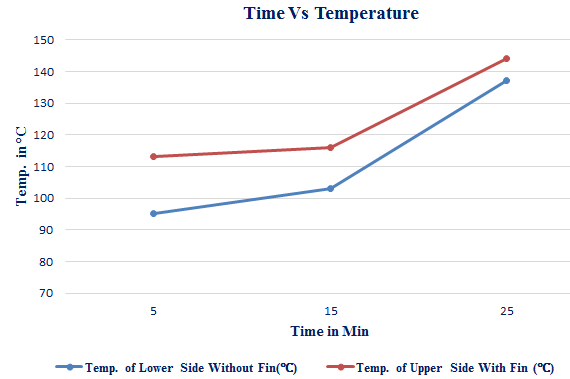 Time Vs Temperature
150
140
130
120
110
100
90
80
70
Temp. in °C
5 15 25
Time in Min
Temp. of Lower Side Without Fin(℃) Temp. of Upper Side With Fin (℃)